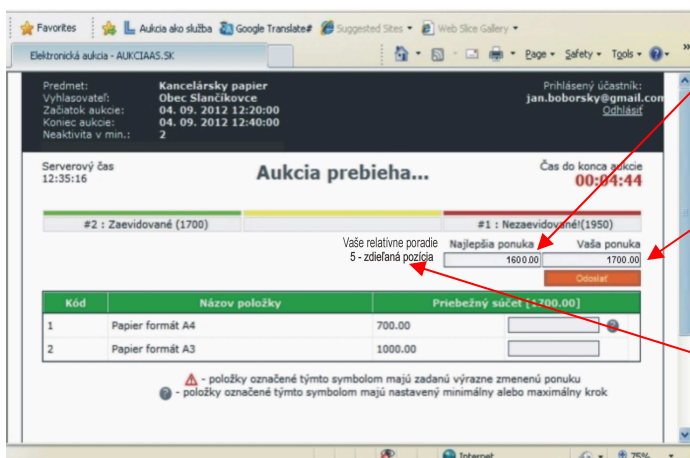 Favorites Aukcia ako služba Google Translate# Suggested Sites Web Slice Gallery
Elektronická aukcia - AUKCIAAS.SK Page Safety Tools »
Predmet: Kancelársky papier Prihlásený účastník:
Vyhlasovateľ: Obec Slančíkovce jan.boborsky@gmail.com
Začiatok aukcie: 04. 09. 2012 12:20:00 Odhlásiť
Koniec aukcie: 04. 09. 2012 12:40:00
Neaktivita v min.: 2
Serverový čas Aukcia prebieha... Čas do konca aukcie
12:35:16 00:04:44
#2 : Zaevidované (1700) #1 : Nezaevidované!(1950)
Vaše relatívne poradie Najlepšia ponuka Vaša ponuka
5 - zdieľaná pozícia 1600.00 1700.00
Odoslať
Kód Názov položky Priebežný súčet [1700.00]
1 Papier formát A4 700.00
2 Papier formát A3 1000.00
- položky označené týmto symbolom majú zadanú výrazne zmenenú ponuku
- položky označené týmto symbolom majú nastavený minimálny alebo maximálny krok
Internet 75%